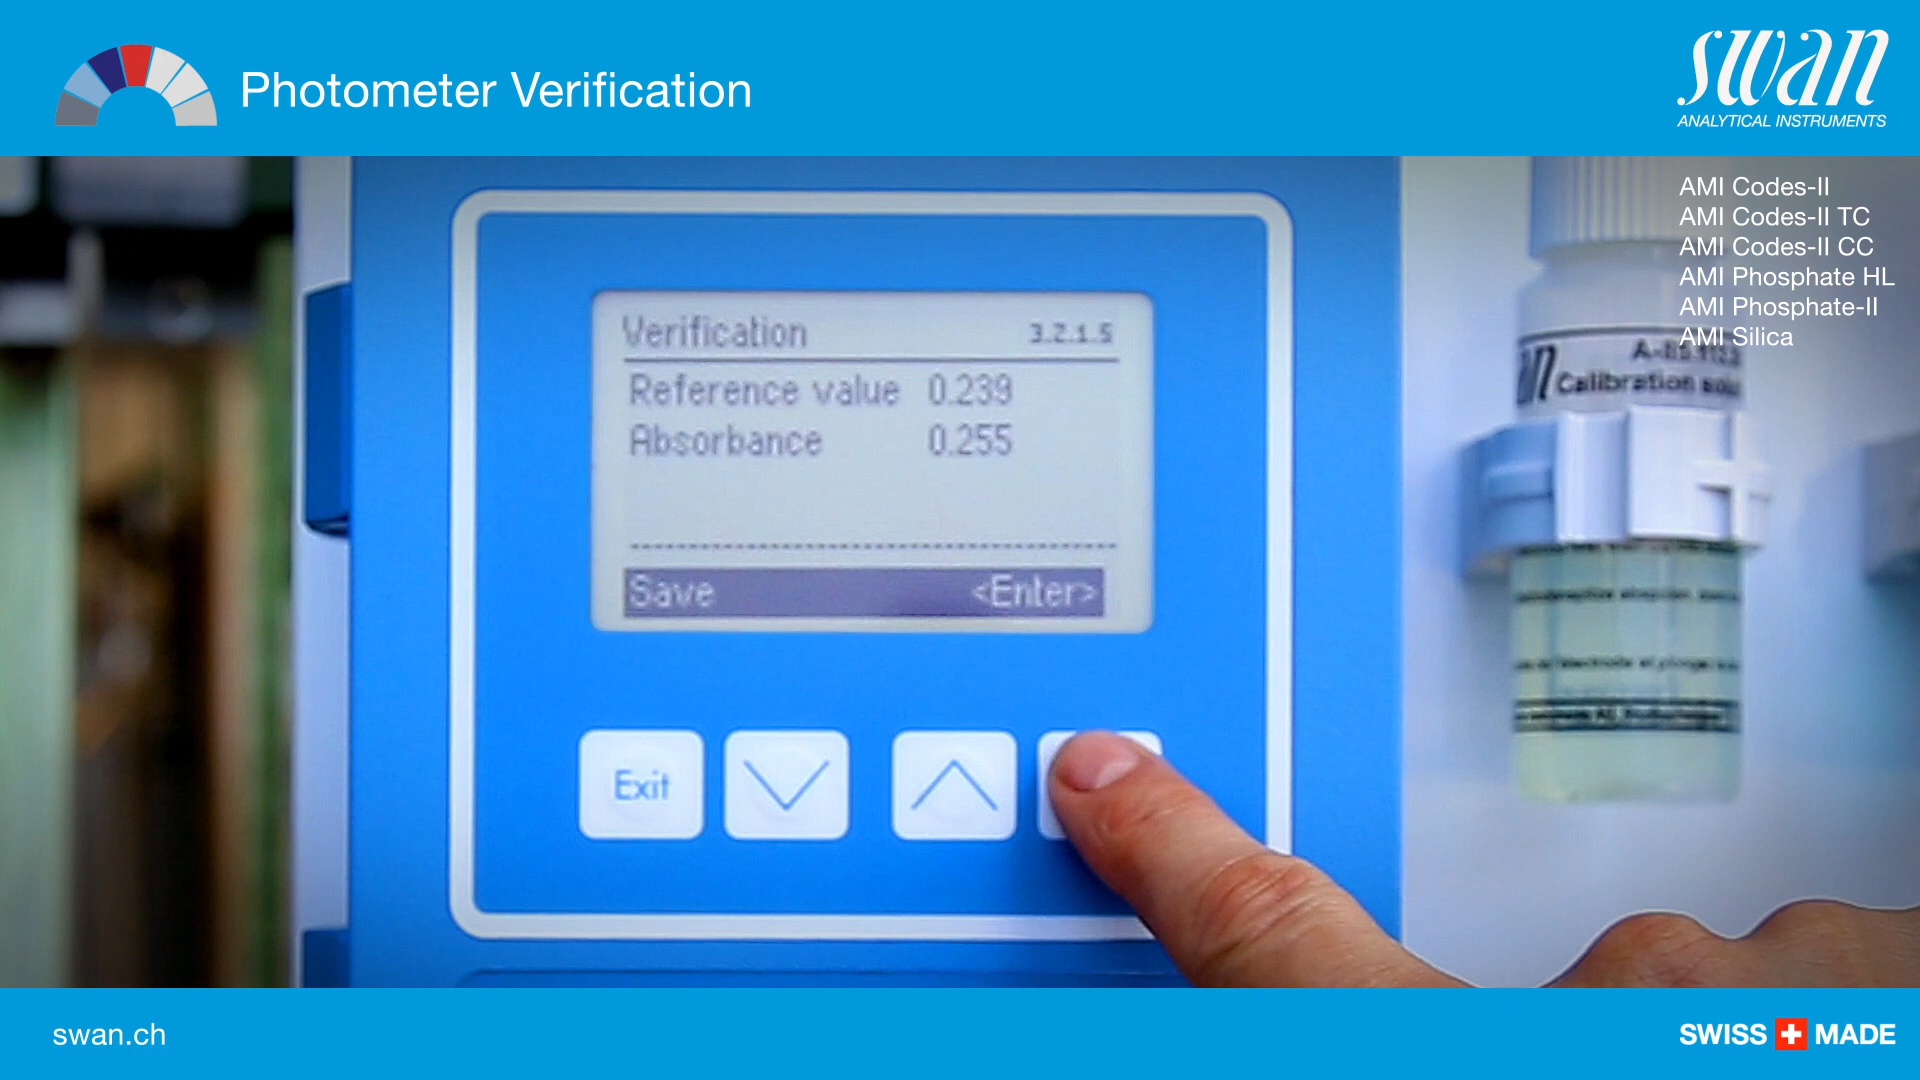 Photometer Verification
swan
ANALYTICAL INSTRUMENTS
AMI Codes-II
AMI Codes-II TC
AMI Codes-II CC
AMI Phosphate HL
AMI Phosphate-II
AMI Silica
Verification 3.2.1.5
Reference value 0.239
Absorbance 0.255
Save <Enter>
Exit
Calibration
swan.ch
SWISS MADE